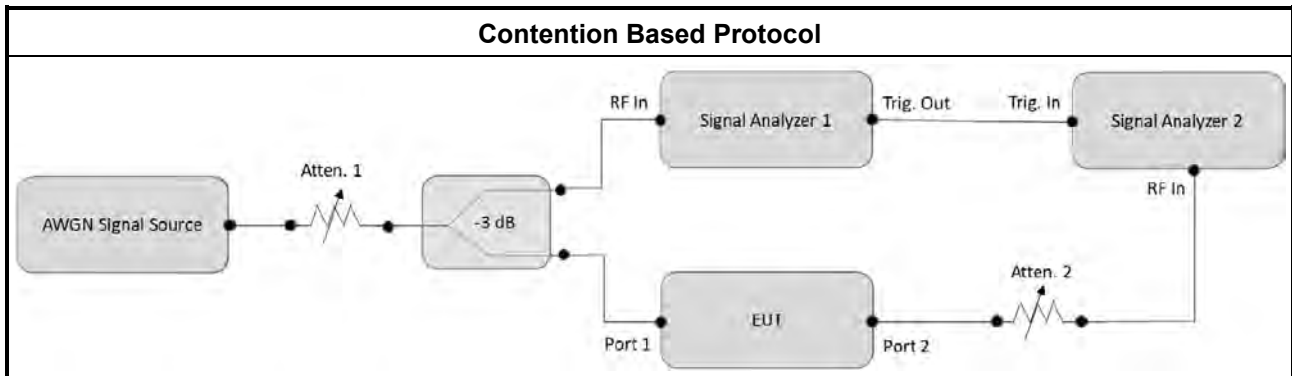 Contention Based Protocol
RF In
Signal Analyzer 1
Trig. Out
Trig. In
Signal Analyzer 2
RF In
Atten. 1
AWGN Signal Source
-3 dB
Atten. 2
EUT
Port 1
Port 2